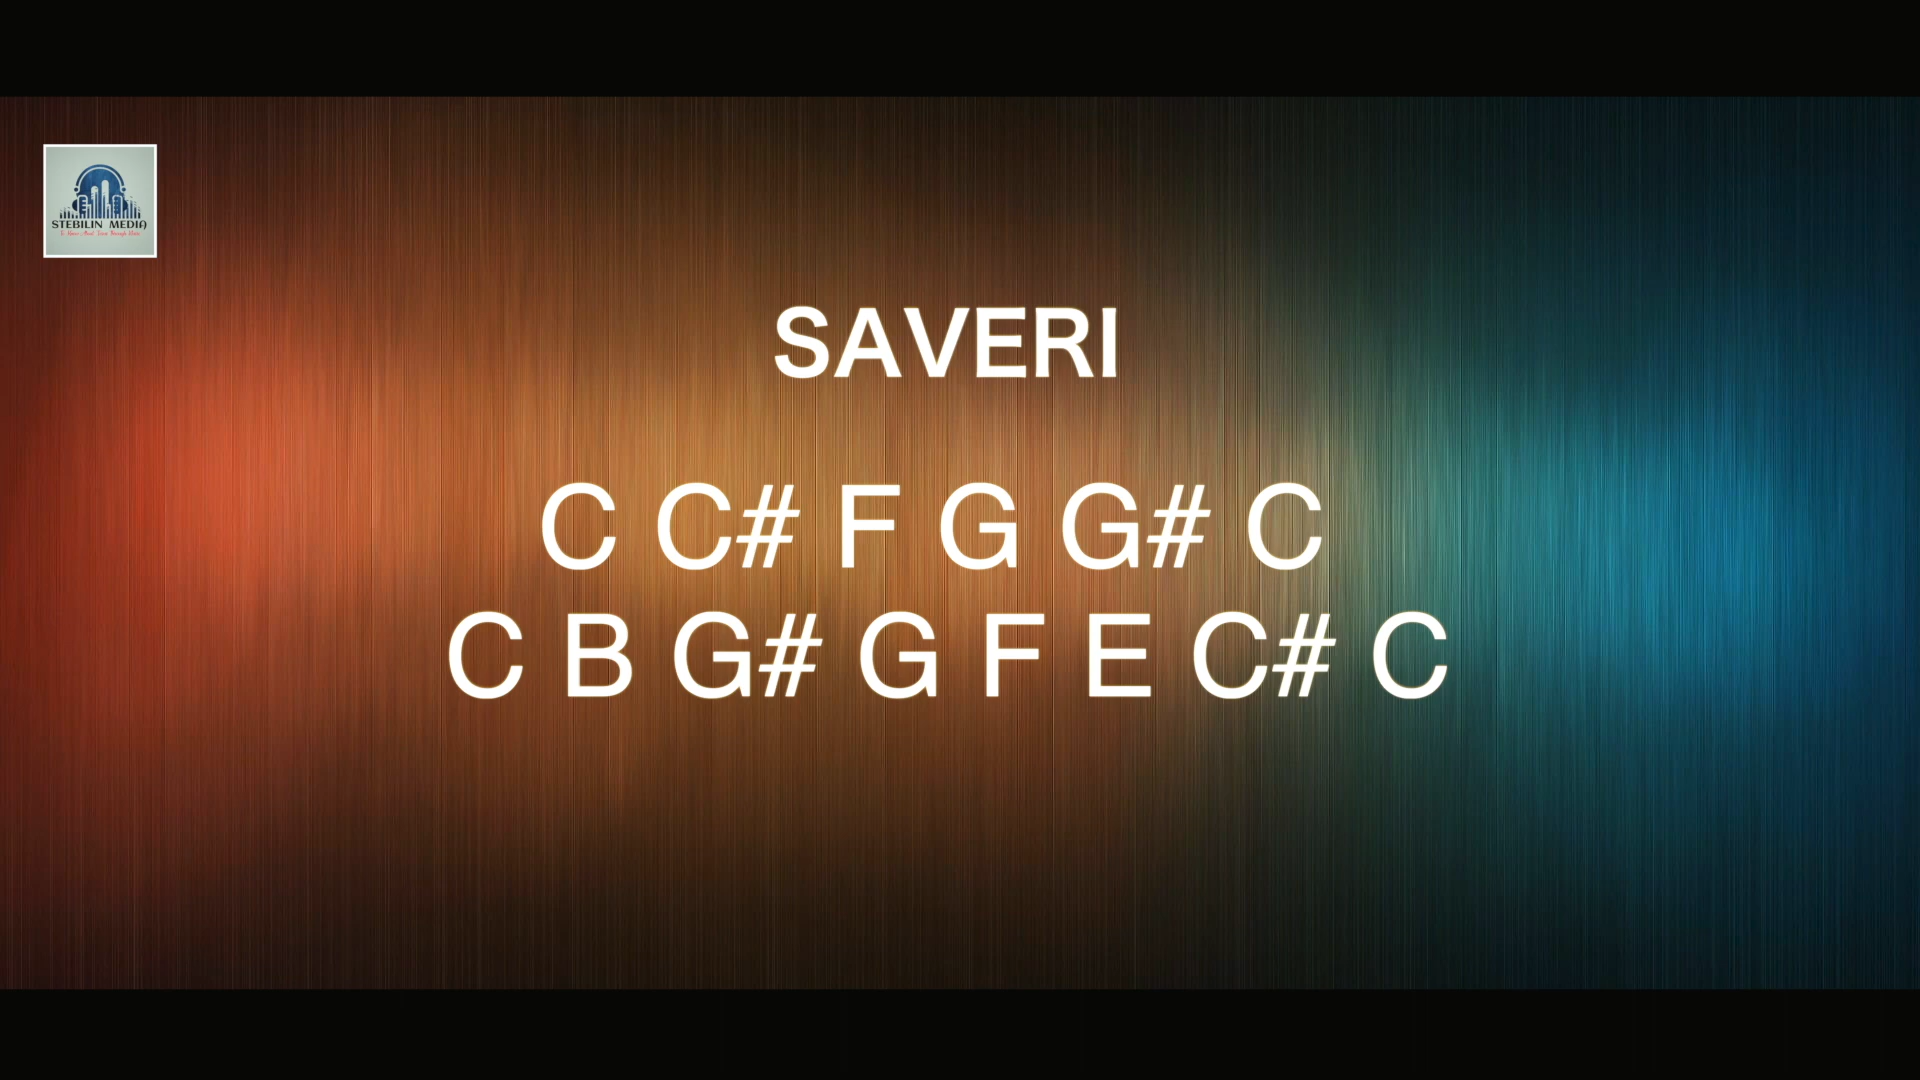 STEBILIN MEDIA
SAVERI
C C# F G G# C
C B G# G F E C# C